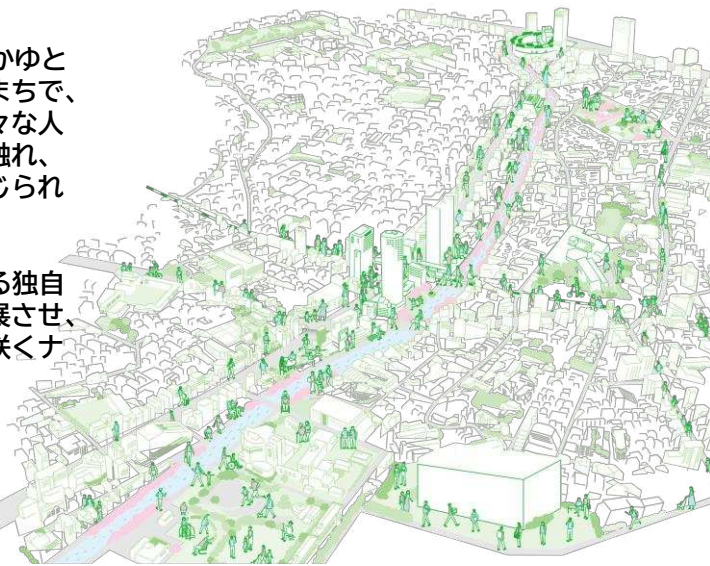 かゆと
まちで、
々な人
触れ、
じられ
る独自
展させ、
咲くナ